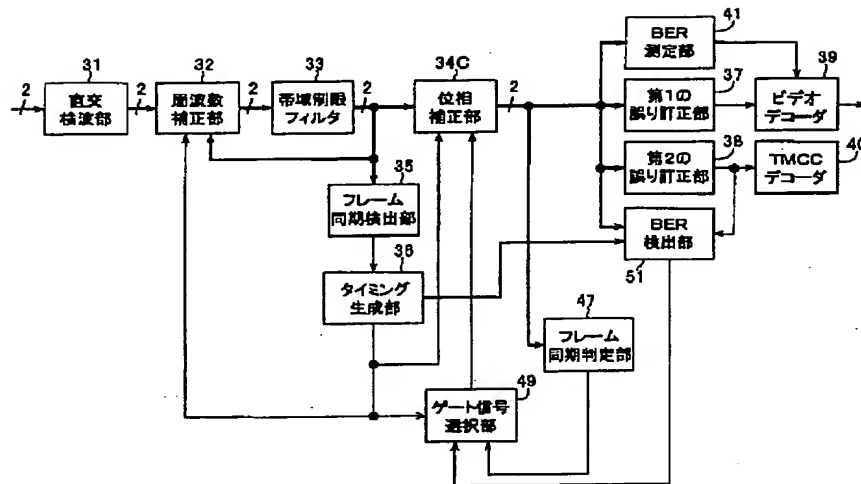 31
直交
検波部
2
2
32
周波数
補正部
2
33
帯域制限
フィルタ
2
34C
位相
補正部
2
41
BER
測定部
37
第1の
誤り訂正部
39
ビデオ
デコーダ
38
第2の
誤り訂正部
40
TMCC
デコーダ
35
フレーム
同期検出部
BER
検出部
51
36
タイミング
生成部
47
フレーム
同期判定部
49
ゲート信号
選択部